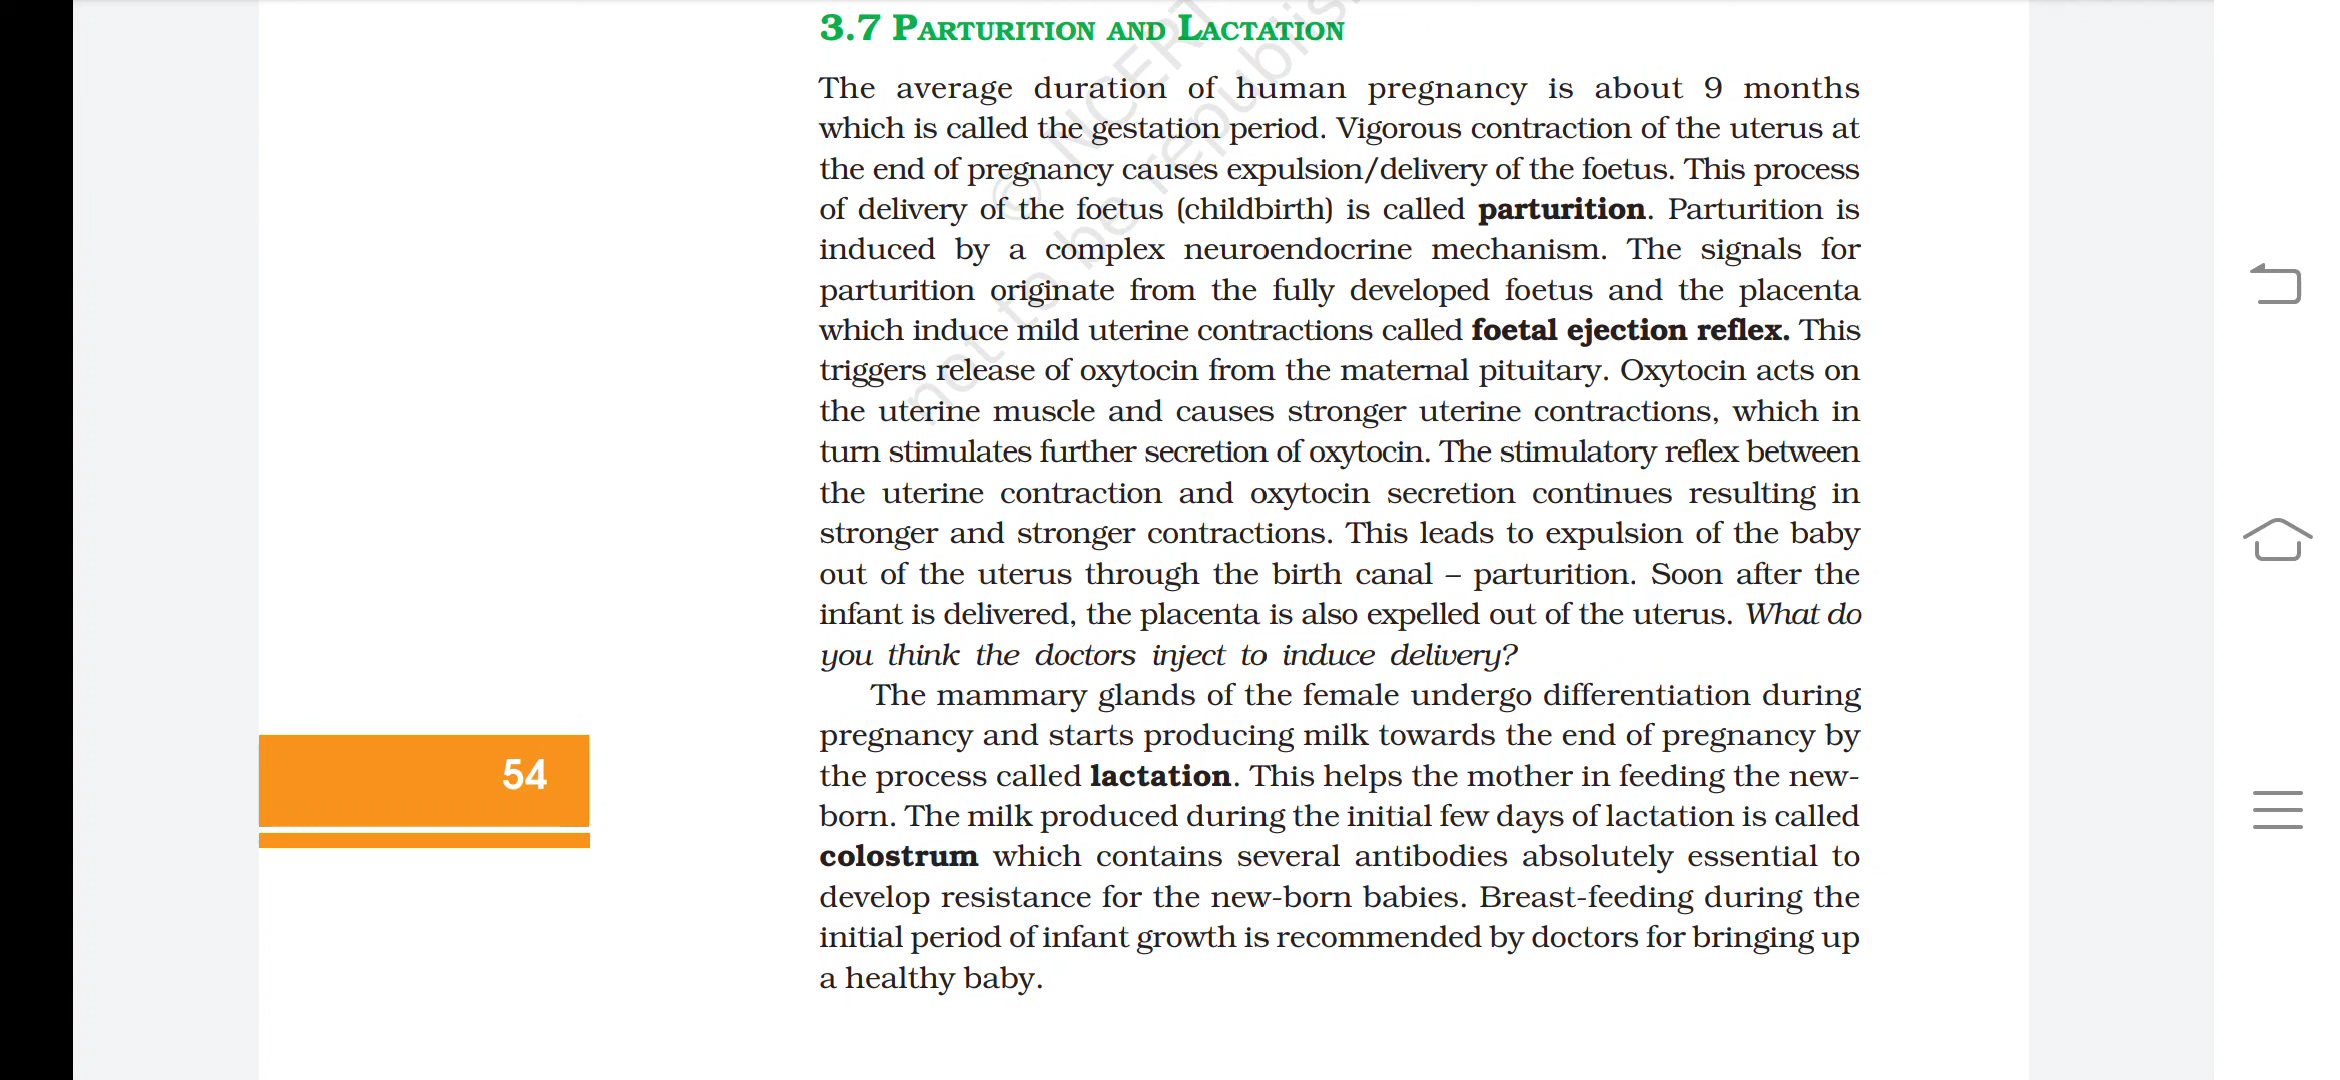 3.7 PARTURITION AND LACTATION
The average duration of human pregnancy is about 9 months
which is called the gestation period. Vigorous contraction of the uterus at
the end of pregnancy causes expulsion/delivery of the foetus. This process
of delivery of the foetus (childbirth) is called parturition. Parturition is
induced by a complex neuroendocrine mechanism. The signals for
parturition originate from the fully developed foetus and the placenta
which induce mild uterine contractions called foetal ejection reflex. This
triggers release of oxytocin from the maternal pituitary. Oxytocin acts on
the uterine muscle and causes stronger uterine contractions, which in
turn stimulates further secretion of oxytocin. The stimulatory reflex between
the uterine contraction and oxytocin secretion continues resulting in
stronger and stronger contractions. This leads to expulsion of the baby
out of the uterus through the birth canal – parturition. Soon after the
infant is delivered, the placenta is also expelled out of the uterus. What do
you think the doctors inject to induce delivery?
The mammary glands of the female undergo differentiation during
pregnancy and starts producing milk towards the end of pregnancy by
the process called lactation. This helps the mother in feeding the new-
born. The milk produced during the initial few days of lactation is called
colostrum which contains several antibodies absolutely essential to
develop resistance for the new-born babies. Breast-feeding during the
initial period of infant growth is recommended by doctors for bringing up
a healthy baby.
54
© NCERT
not to be republis